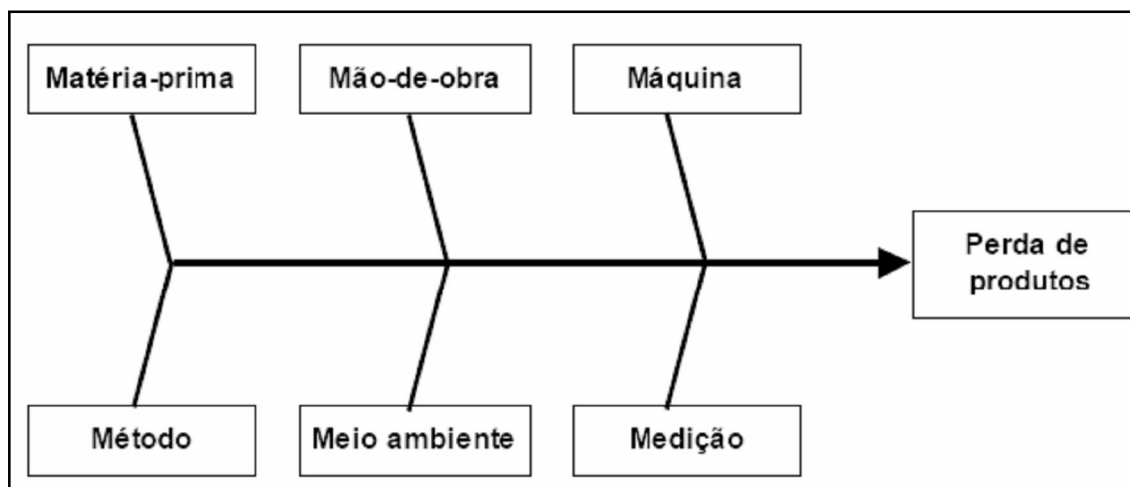 Matéria-prima
Mão-de-obra
Máquina
Perda de
produtos
Método
Meio ambiente
Medição